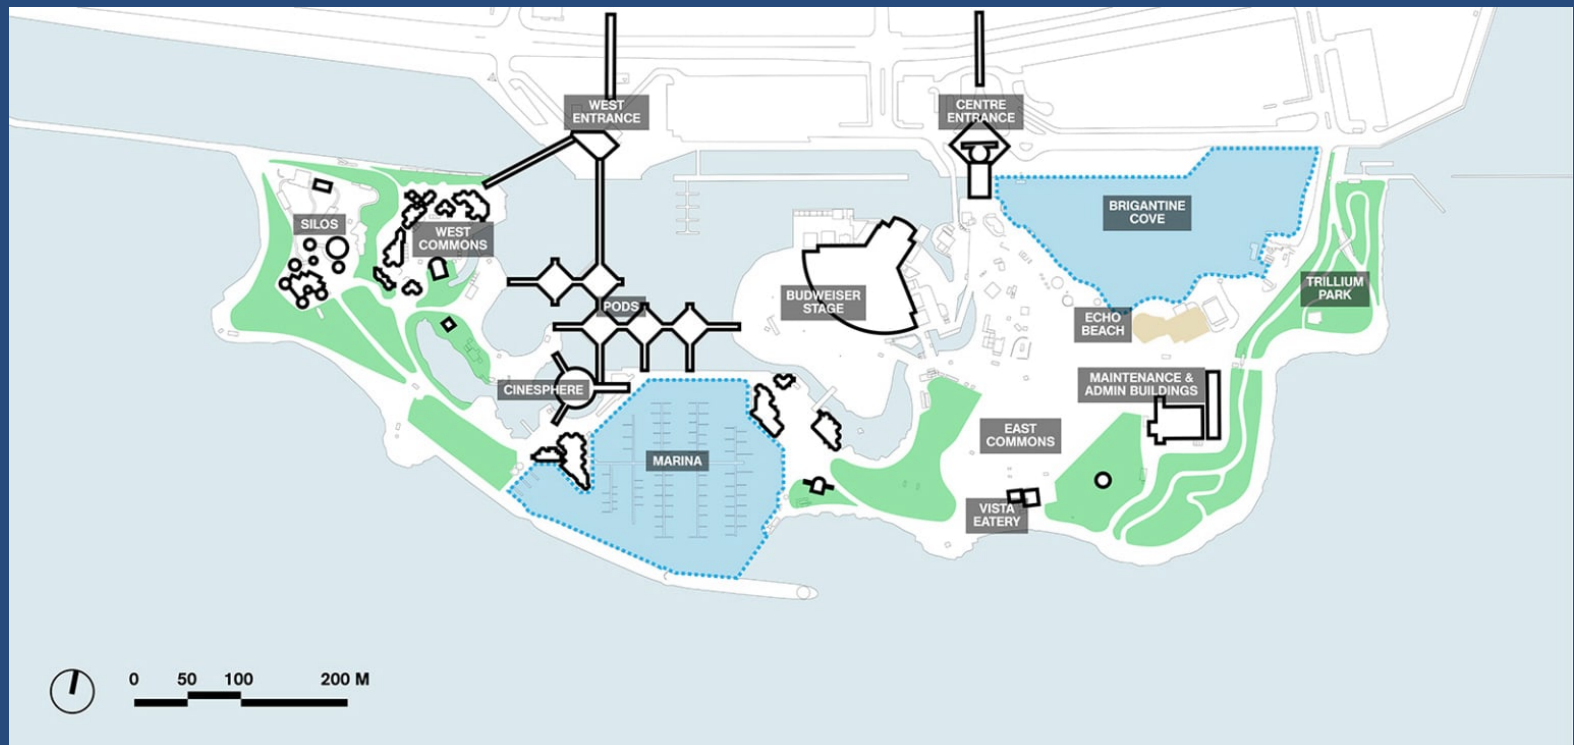 WEST
ENTRANCE
CENTRE
ENTRANCE
SILOS
WEST
COMMONS
BRIGANTINE
COVE
PODS
BUDWEISER
STAGE
TRILLIUM
PARK
ECHO
BEACH
CINESPHERE
MAINTENANCE &
ADMIN BUILDINGS
EAST
COMMONS
MARINA
VISTA
EATERY
0 50 100 200 M